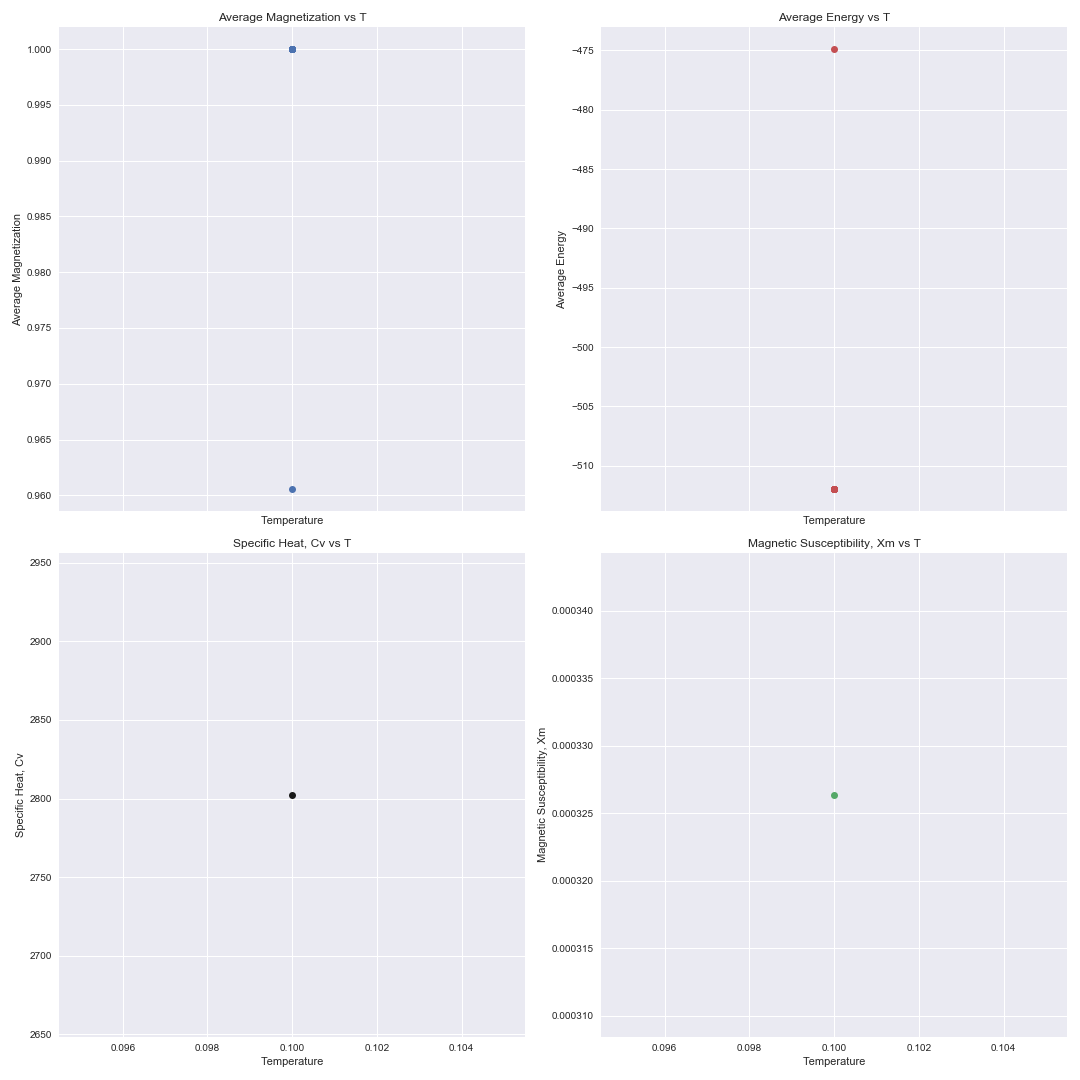 Average Magnetization vs T
1.000
0.995
0.990
0.985
0.980
0.975
0.970
0.965
0.960
Average Magnetization
Temperature
Average Energy vs T
−475
−480
−485
−490
−495
−500
−505
−510
Average Energy
Temperature
Specific Heat, Cv vs T
2950
2900
2850
2800
2750
2700
2650
Specific Heat, Cv
0.096 0.098 0.100 0.102 0.104
Temperature
Magnetic Susceptibility, Xm vs T
0.000340
0.000335
0.000330
0.000325
0.000320
0.000315
0.000310
Magnetic Susceptibility, Xm
0.096 0.098 0.100 0.102 0.104
Temperature